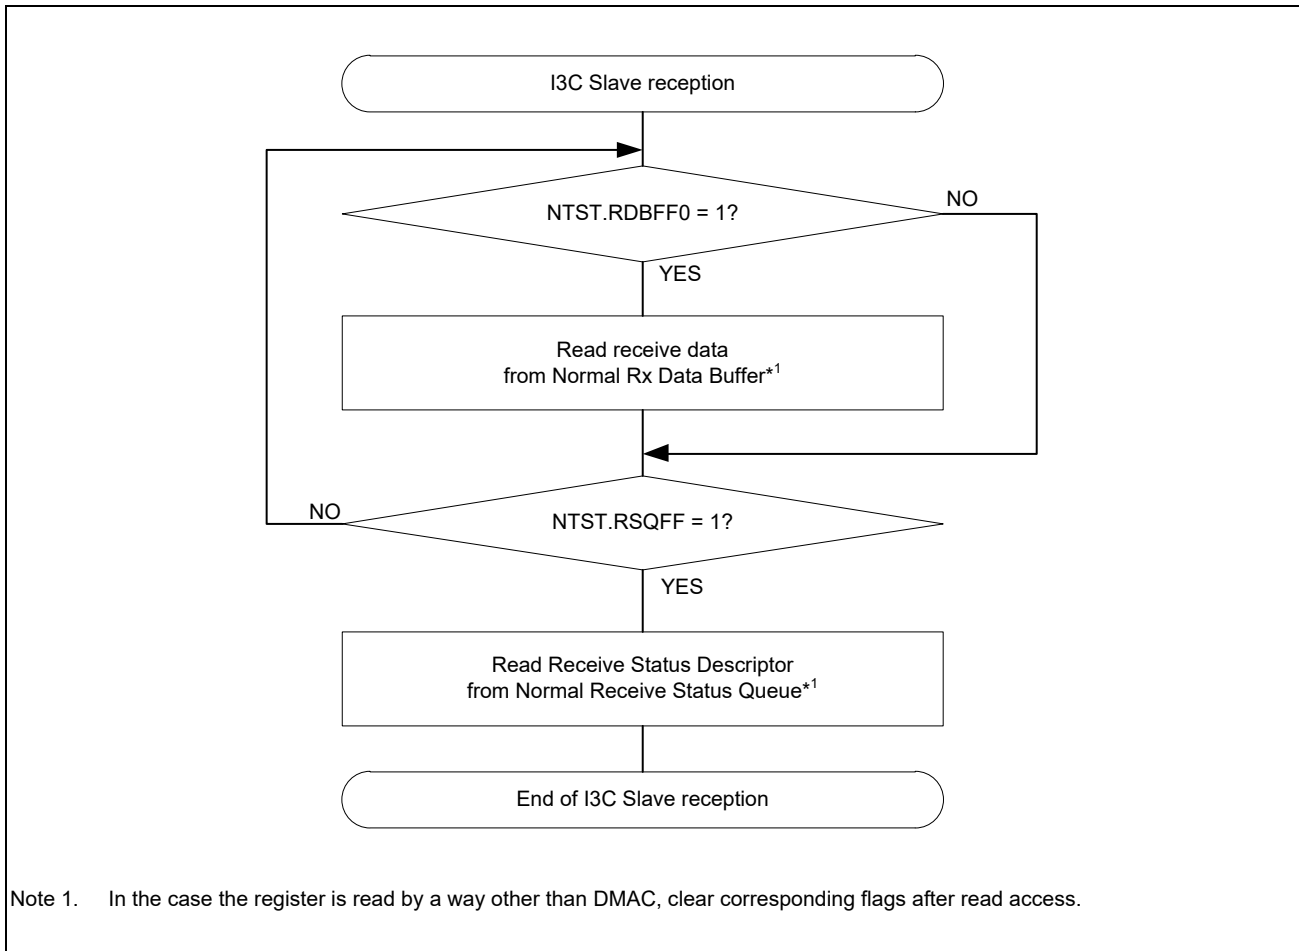 I3C Slave reception
NTST.RDBFF0 = 1?
NO
YES
Read receive data
from Normal Rx Data Buffer*1
NO
NTST.RSQFF = 1?
YES
Read Receive Status Descriptor
from Normal Receive Status Queue*1
End of I3C Slave reception
Note 1. In the case the register is read by a way other than DMAC, clear corresponding flags after read access.